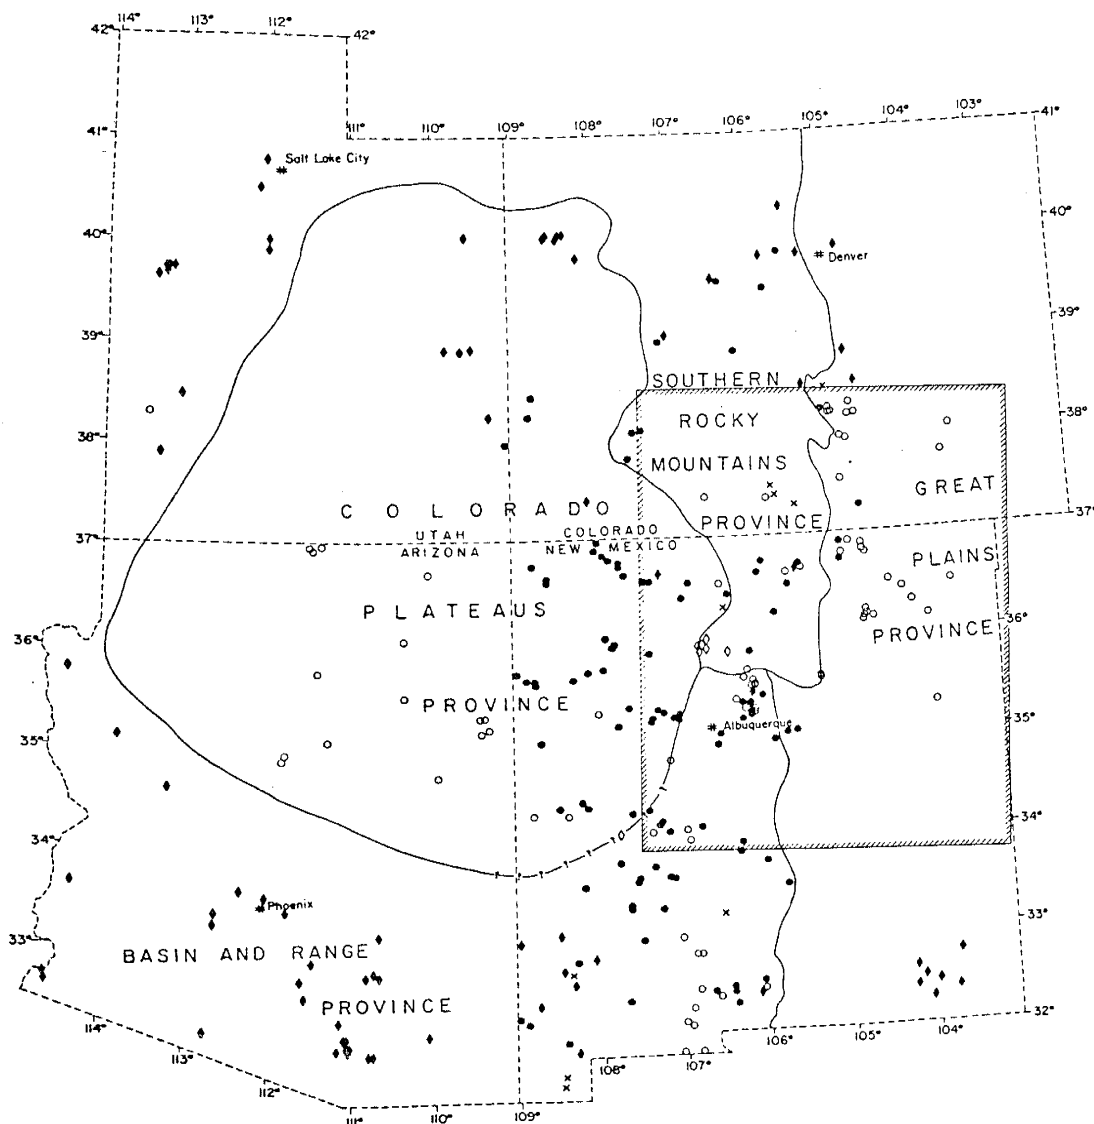 114° 113° 112°
42° 42°
111° 110° 109° 108° 107° 106° 105° 104° 103° 41°
41°
Salt Lake City
40° 40°
Denver
39° 39°
SOUTHERN
38° 38°
ROCKY
MOUNTAINS
GREAT
COLORADO
PROVINCE
37° 37°
UTAH COLORADO
ARIZONA NEW MEXICO
PLAINS
PLATEAUS
36° 36°
PROVINCE
PROVINCE
35° 35°
Albuquerque
34° 34°
Phoenix
33° 33°
BASIN AND RANGE
PROVINCE
32°
114° 113° 112° 111° 110° 109° 108° 107° 106° 105° 104°